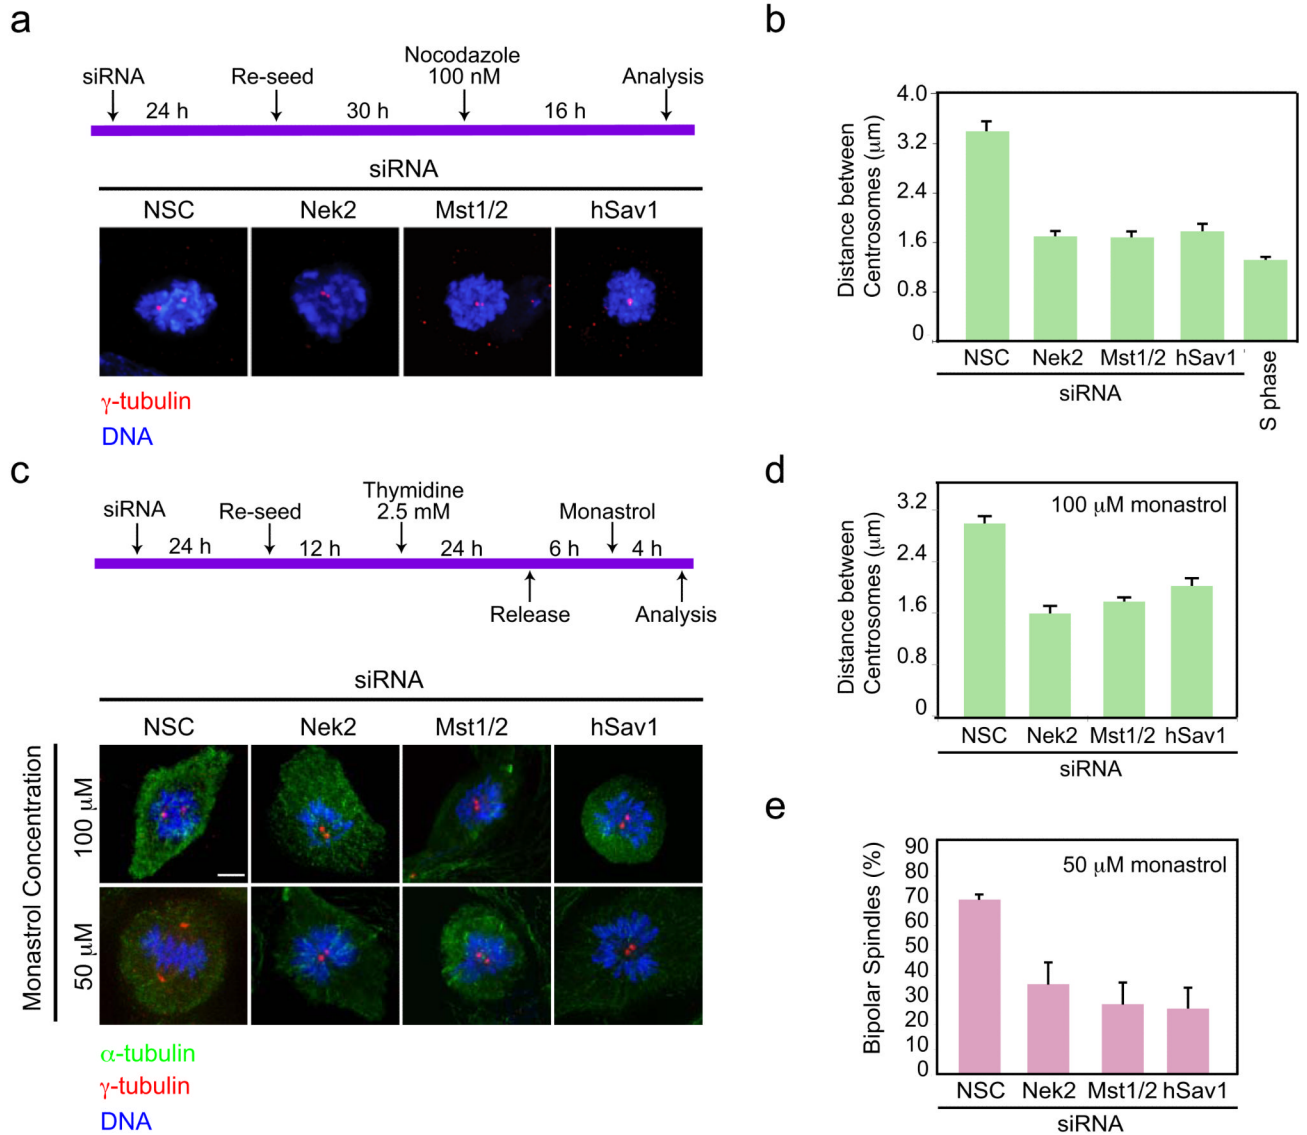 a
siRNA
24 h
Re-seed
30 h
Nocodazole
100 nM
16 h
Analysis
siRNA
NSC Nek2 Mst1/2 hSav1
γ-tubulin
DNA
b
Distance between
Centrosomes (μm)
4.0
3.2
2.4
1.6
0.8
0
NSC Nek2 Mst1/2 hSav1
S phase
siRNA
c
siRNA
24 h
Re-seed
12 h
Thymidine
2.5 mM
24 h
Release
6 h
Monastrol
4 h
Analysis
siRNA
NSC Nek2 Mst1/2 hSav1
Monastrol Concentration
100 μM
50 μM
α-tubulin
γ-tubulin
DNA
d
100 μM monastrol
Distance between
Centrosomes (μm)
3.2
2.4
1.6
0.8
0
NSC Nek2 Mst1/2 hSav1
siRNA
e
50 μM monastrol
Bipolar Spindles (%)
90
80
70
60
50
40
30
20
10
0
NSC Nek2 Mst1/2 hSav1
siRNA